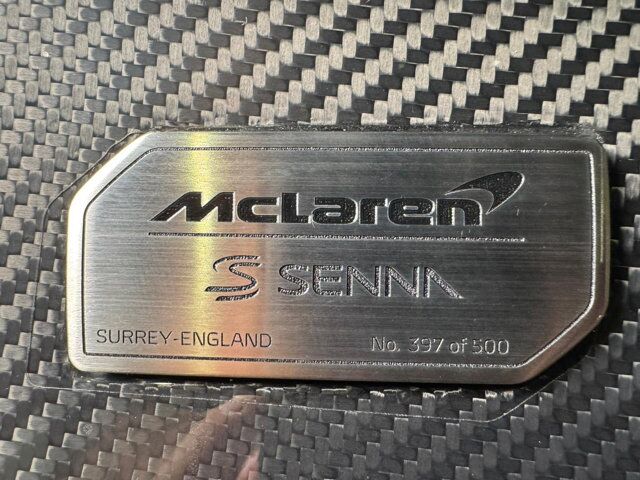 McLaren
S SENNA
SURREY-ENGLAND
No. 397 of 500